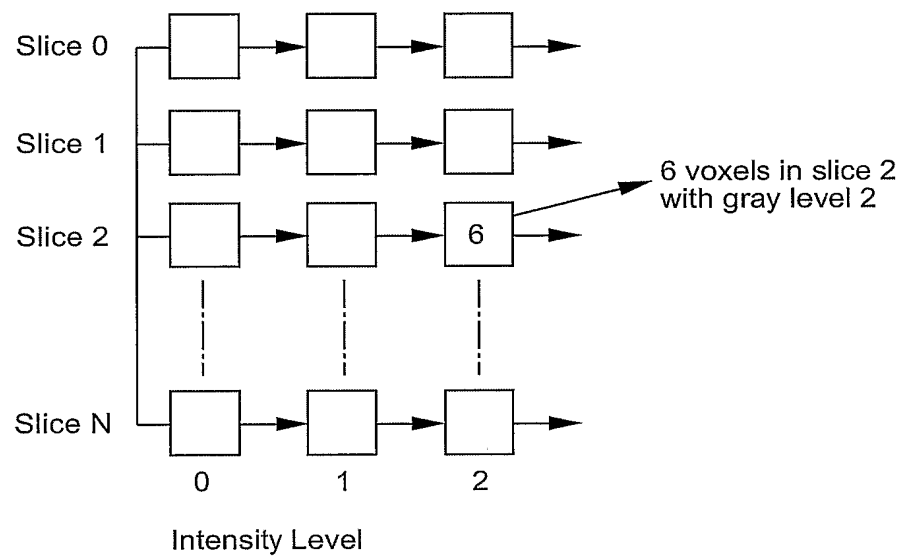 Slice 0
Slice 1
6 voxels in slice 2
with gray level 2
Slice 2
6
Slice N
0 1 2
Intensity Level